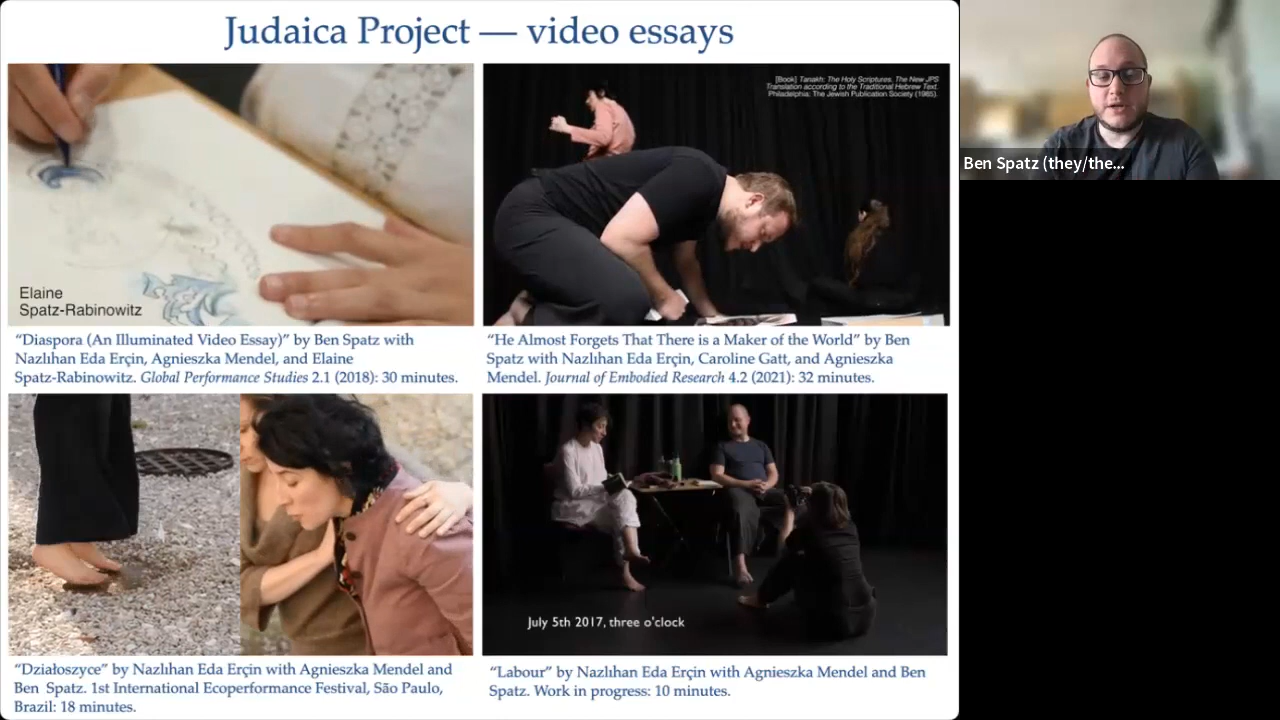 Judaica Project — video essays
Elaine
Spatz-Rabinowitz
[Book] Tanakh: The Holy Scriptures. The New JPS
Translation according to the Traditional Hebrew Text.
Philadelphia: The Jewish Publication Society (1985).
Ben Spatz (they/the...
“Diaspora (An Illuminated Video Essay)” by Ben Spatz with
Nazlıhan Eda Erçin, Agnieszka Mendel, and Elaine
Spatz-Rabinowitz. Global Performance Studies 2.1 (2018): 30 minutes.
“He Almost Forgets That There is a Maker of the World” by Ben
Spatz with Nazlıhan Eda Erçin, Caroline Gatt, and Agnieszka
Mendel. Journal of Embodied Research 4.2 (2021): 32 minutes.
July 5th 2017, three o'clock
“Działoszyce” by Nazlıhan Eda Erçin with Agnieszka Mendel and
Ben Spatz. 1st International Ecoperformance Festival, São Paulo,
Brazil: 18 minutes.
“Labour” by Nazlıhan Eda Erçin with Agnieszka Mendel and Ben
Spatz. Work in progress: 10 minutes.